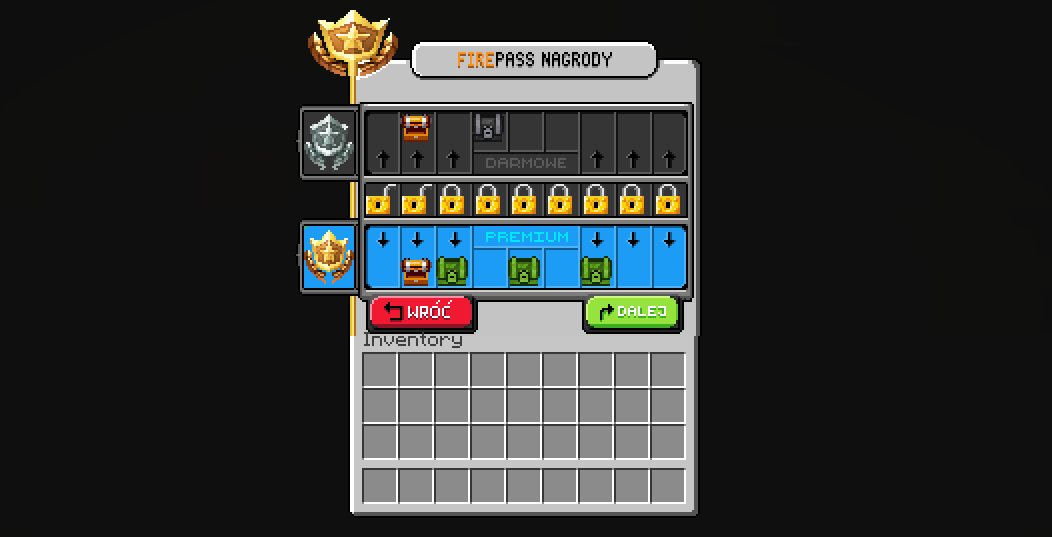 FIREPASS NAGRODY
DARMOWE
PREMIUM
WRÓĆ
DALEJ
Inventory